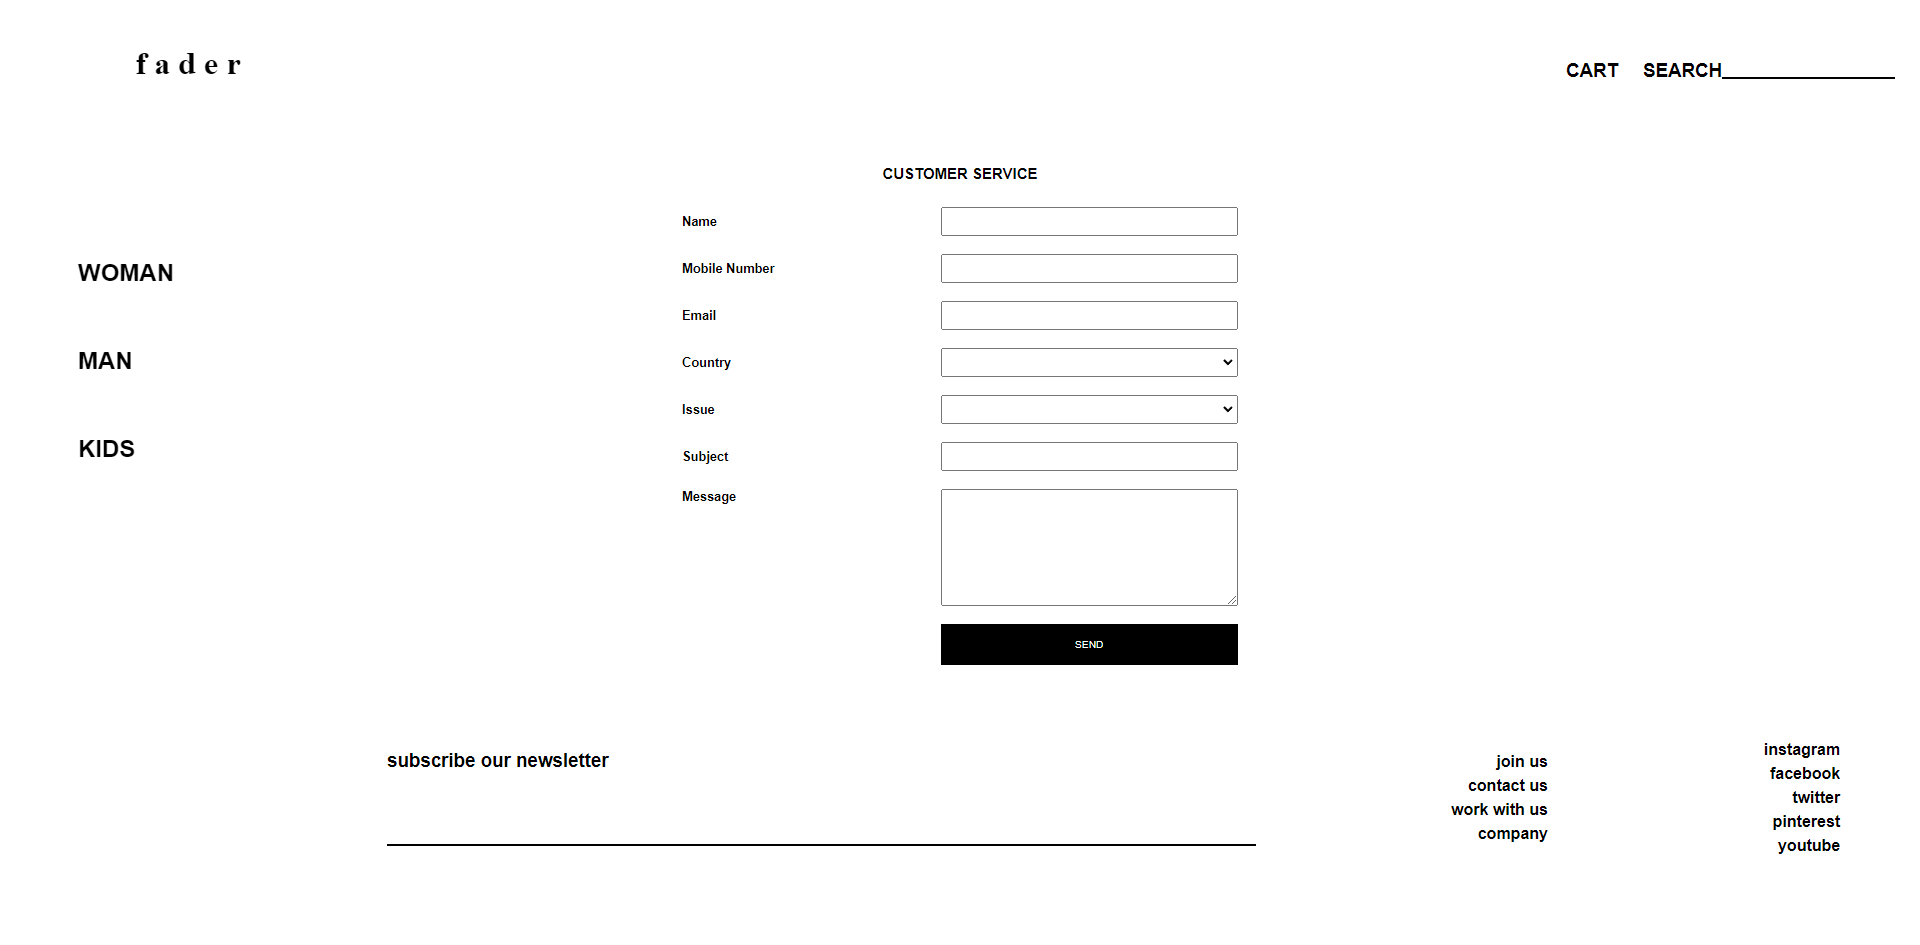 f a d e r
CART SEARCH
CUSTOMER SERVICE
WOMAN
MAN
KIDS
Name
Mobile Number
Email
Country
Issue
Subject
Message
SEND
subscribe our newsletter
join us
contact us
work with us
company
instagram
facebook
twitter
pinterest
youtube